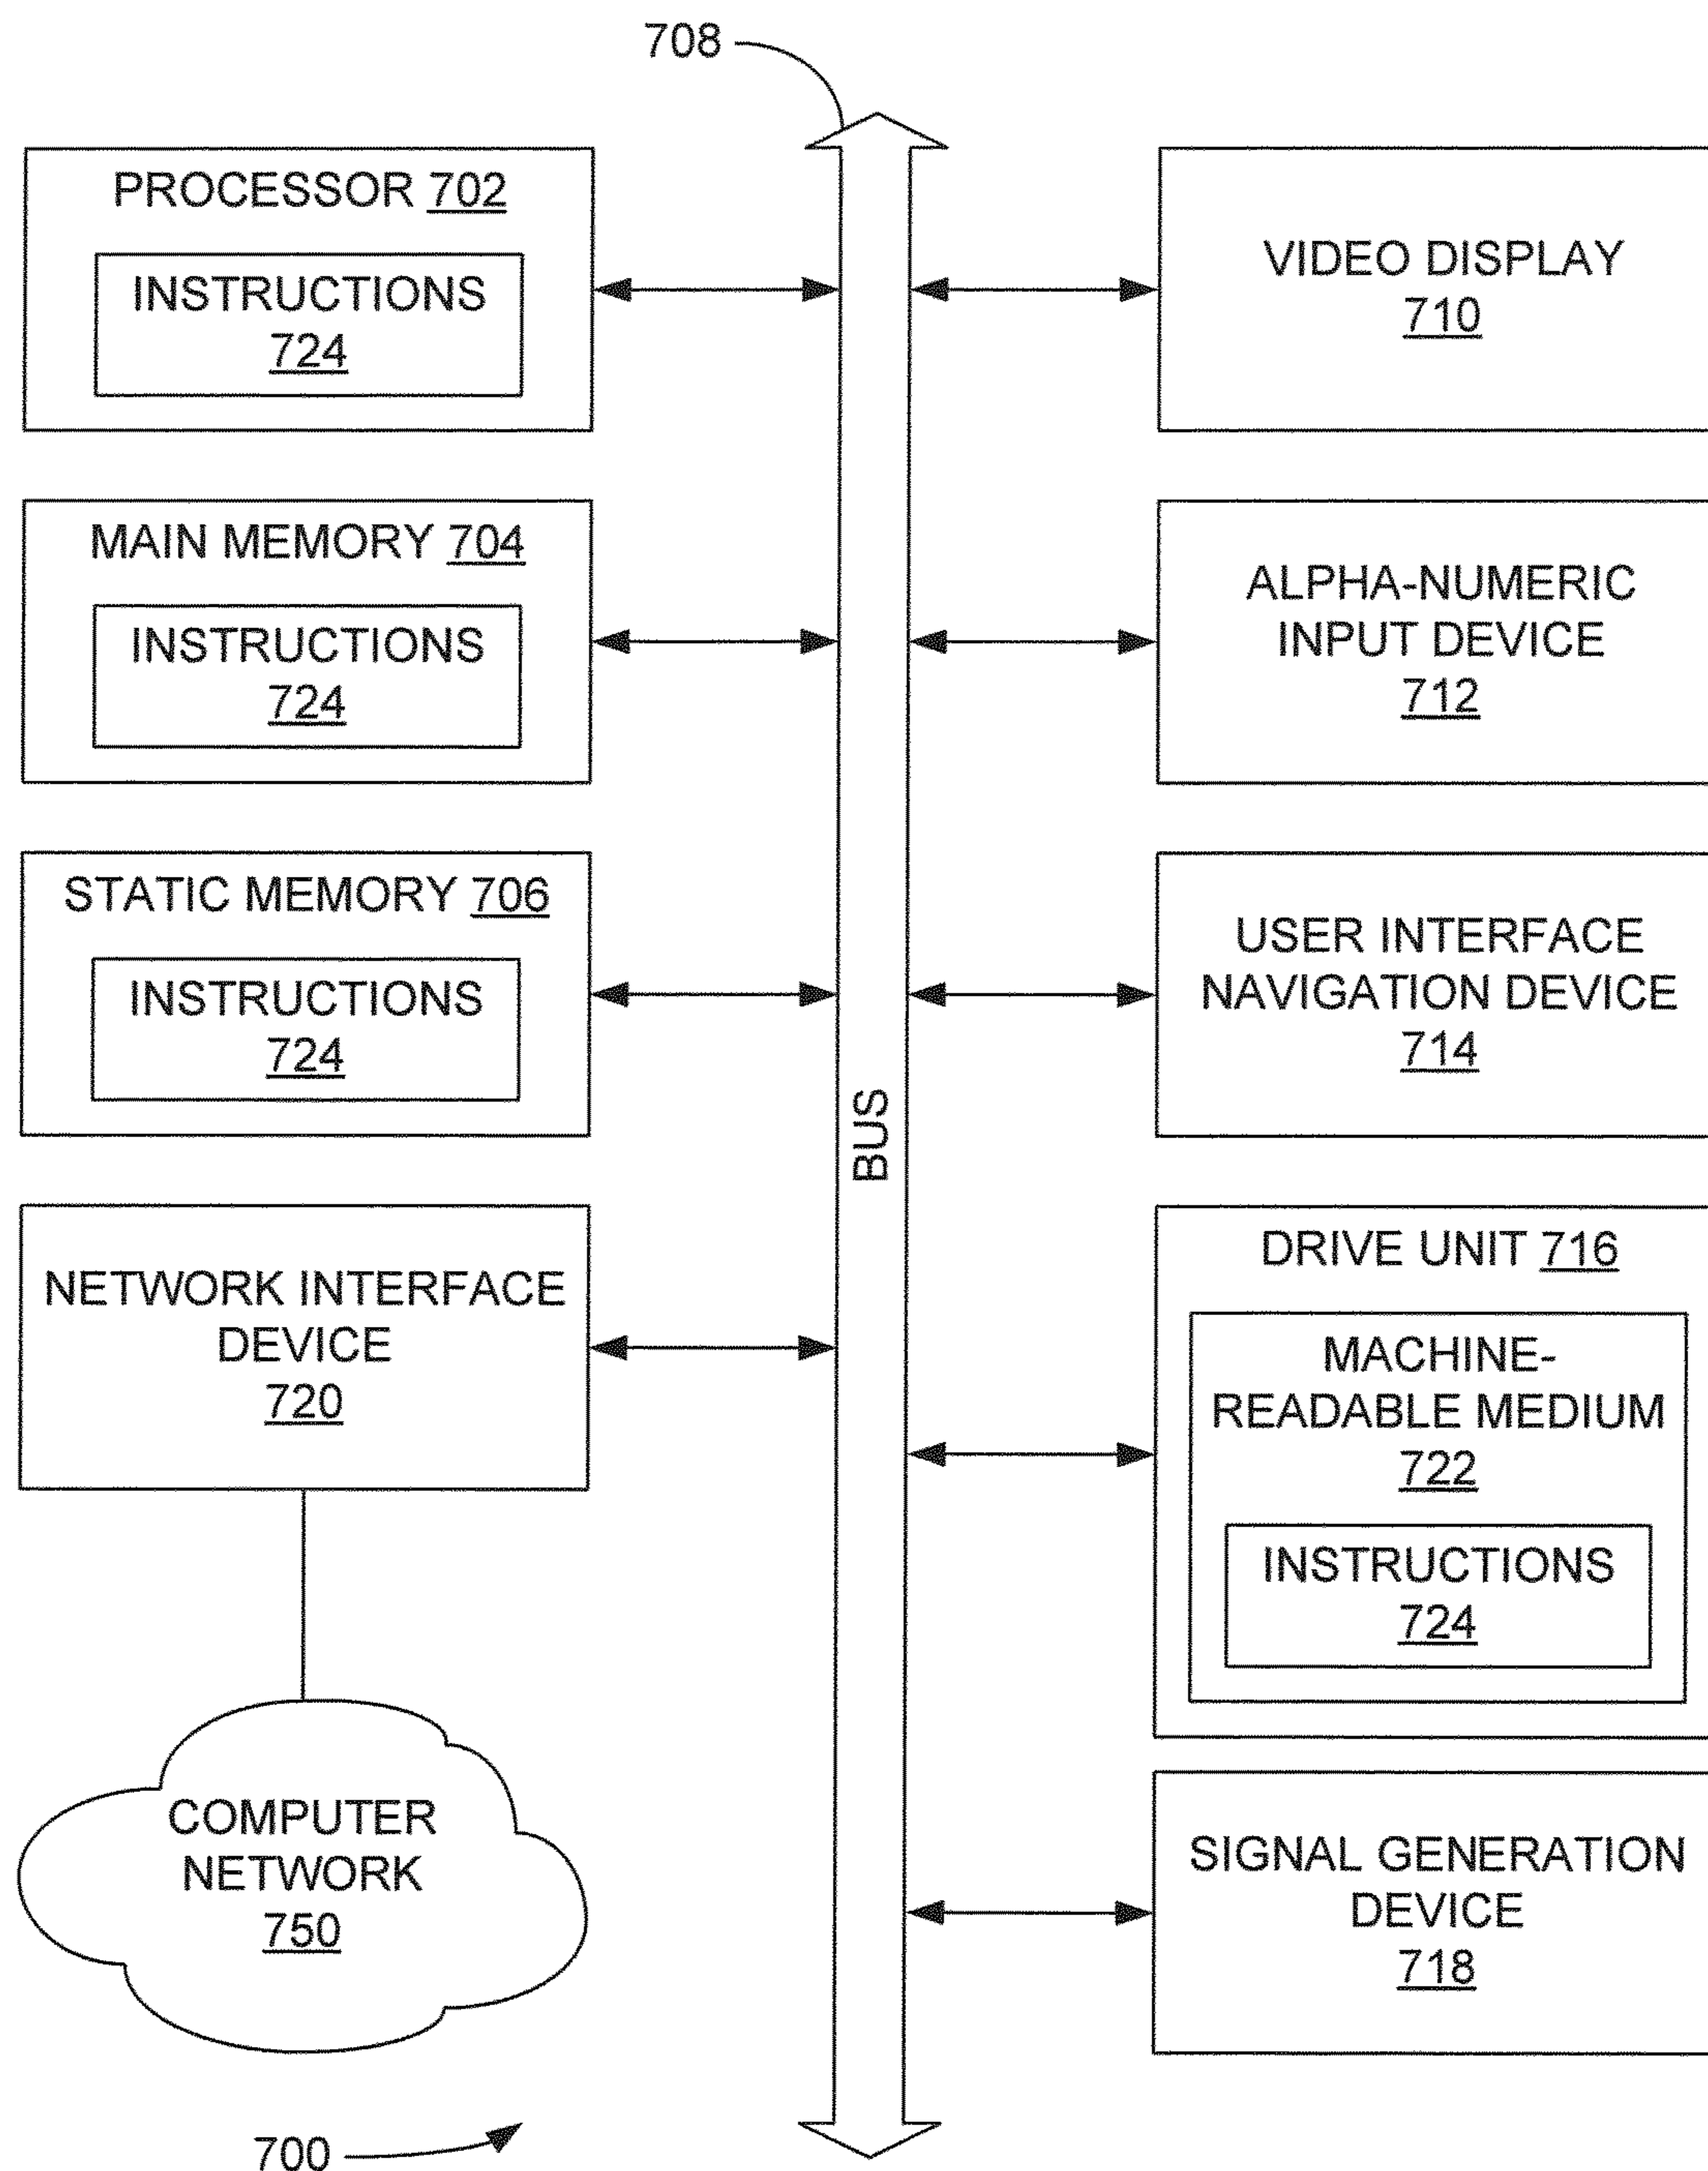 708
PROCESSOR 702
INSTRUCTIONS
724
MAIN MEMORY 704
INSTRUCTIONS
724
STATIC MEMORY 706
INSTRUCTIONS
724
NETWORK INTERFACE
DEVICE
720
COMPUTER
NETWORK
750
700
BUS
VIDEO DISPLAY
710
ALPHA-NUMERIC
INPUT DEVICE
712
USER INTERFACE
NAVIGATION DEVICE
714
DRIVE UNIT 716
MACHINE-
READABLE MEDIUM
722
INSTRUCTIONS
724
SIGNAL GENERATION
DEVICE
718